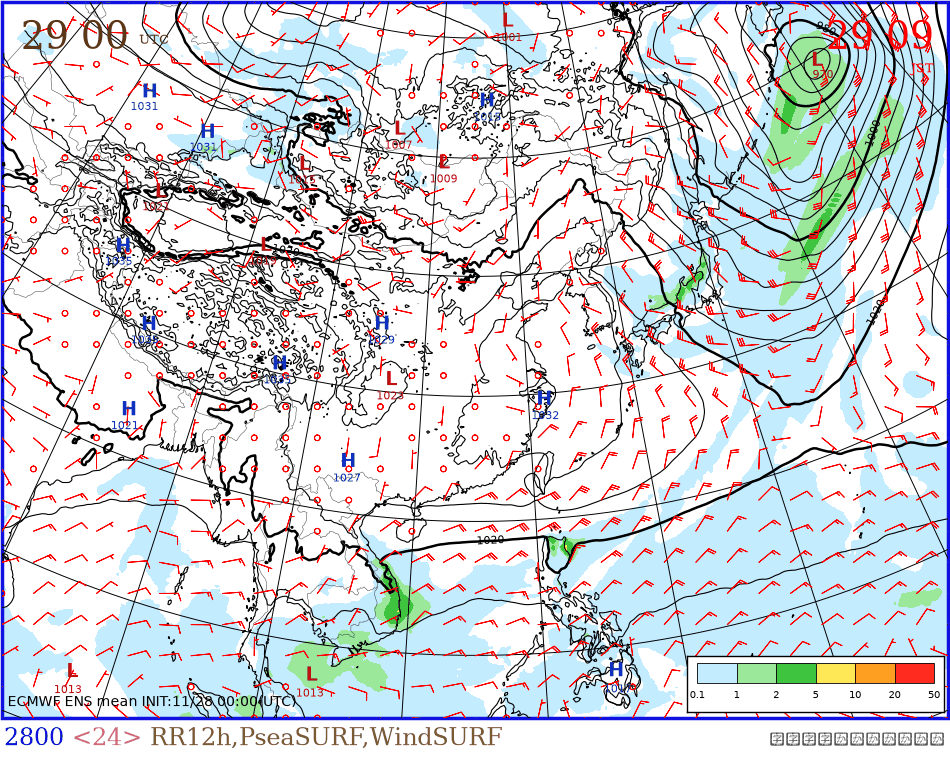 29 00 UTC
29 09
JST
L
1001
L
970
H
1031
H
1031
H
L
1007
L
1009
L
L
1000
L
H
1035
H
H
1029
H
L
1023
H
1032
H
1021
1020
H
1027
1020
L
1013
L
1013
H
0.1 1 2 5 10 20 50
ECMWF ENS mean INIT:11/28 00:00(UTC)
2800 <24> RR12h,PseaSURF,WindSURF